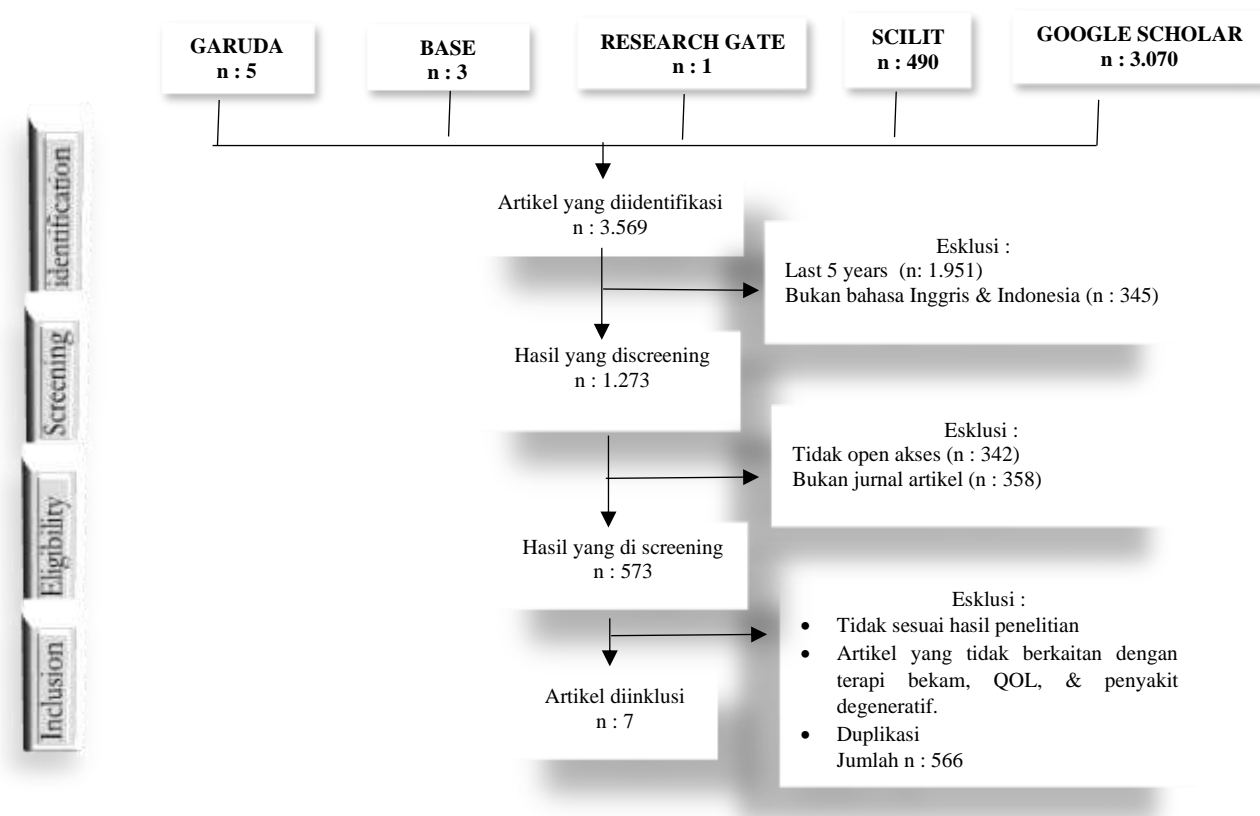 GARUDA
n : 5
BASE
n : 3
RESEARCH GATE
n : 1
SCILIT
n : 490
GOOGLE SCHOLAR
n : 3.070
identification
Artikel yang diidentifikasi
n : 3.569
Esklusi :
Last 5 years (n: 1.951)
Bukan bahasa Inggris & Indonesia (n : 345)
Screening
Hasil yang discreening
n : 1.273
Esklusi :
Tidak open akses (n : 342)
Bukan jurnal artikel (n : 358)
Eligibility
Hasil yang di screening
n : 573
Esklusi :
• Tidak sesuai hasil penelitian
• Artikel yang tidak berkaitan dengan
terapi bekam, QOL, & penyakit
degeneratif.
• Duplikasi
Jumlah n : 566
Inclusion
Artikel diinklusi
n : 7